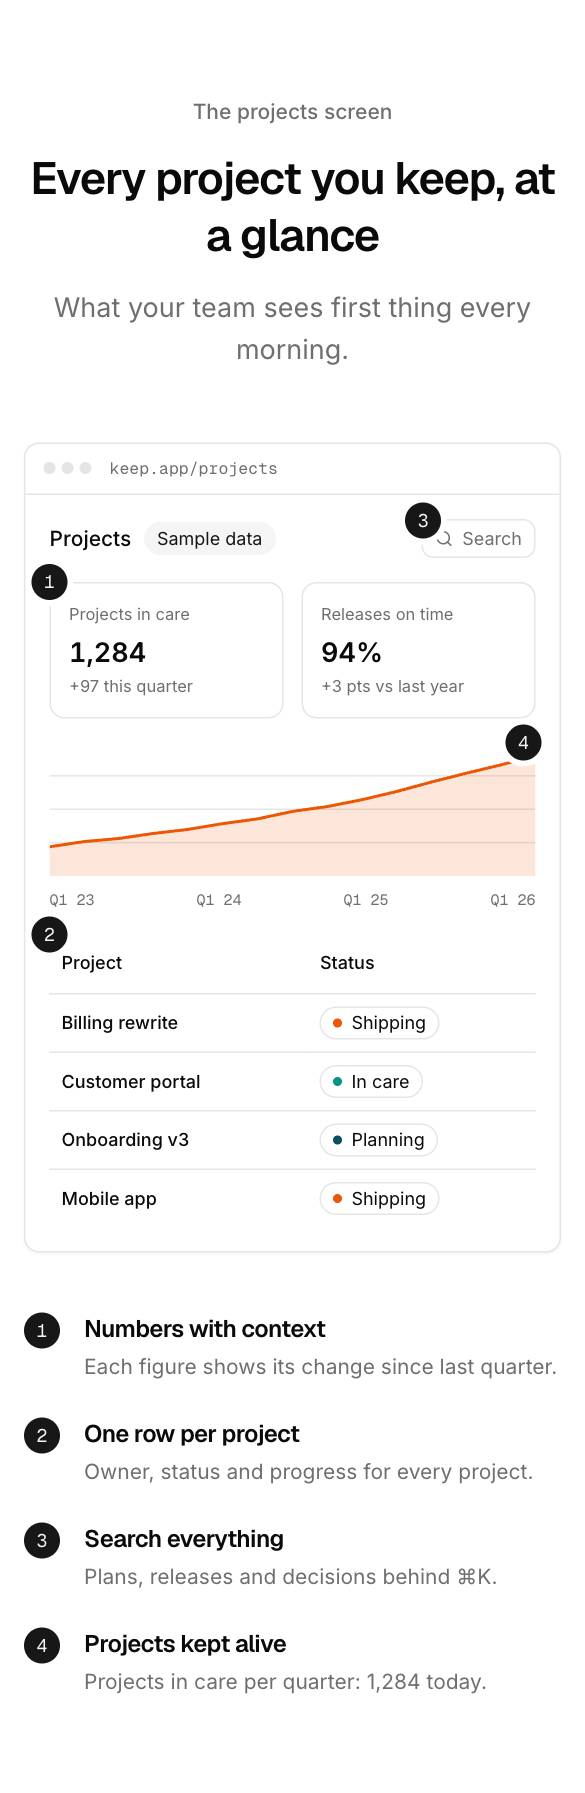 The projects screen
Every project you keep, at
a glance
What your team sees first thing every
morning.
keep.app/projects
Projects
Sample data
3
Search
1
Projects in care
1,284
+97 this quarter
Releases on time
94%
+3 pts vs last year
4
Q1 23
Q1 24
Q1 25
Q1 26
2
Project
Status
Billing rewrite
Shipping
Customer portal
In care
Onboarding v3
Planning
Mobile app
Shipping
1
Numbers with context
Each figure shows its change since last quarter.
2
One row per project
Owner, status and progress for every project.
3
Search everything
Plans, releases and decisions behind ⌘K.
4
Projects kept alive
Projects in care per quarter: 1,284 today.